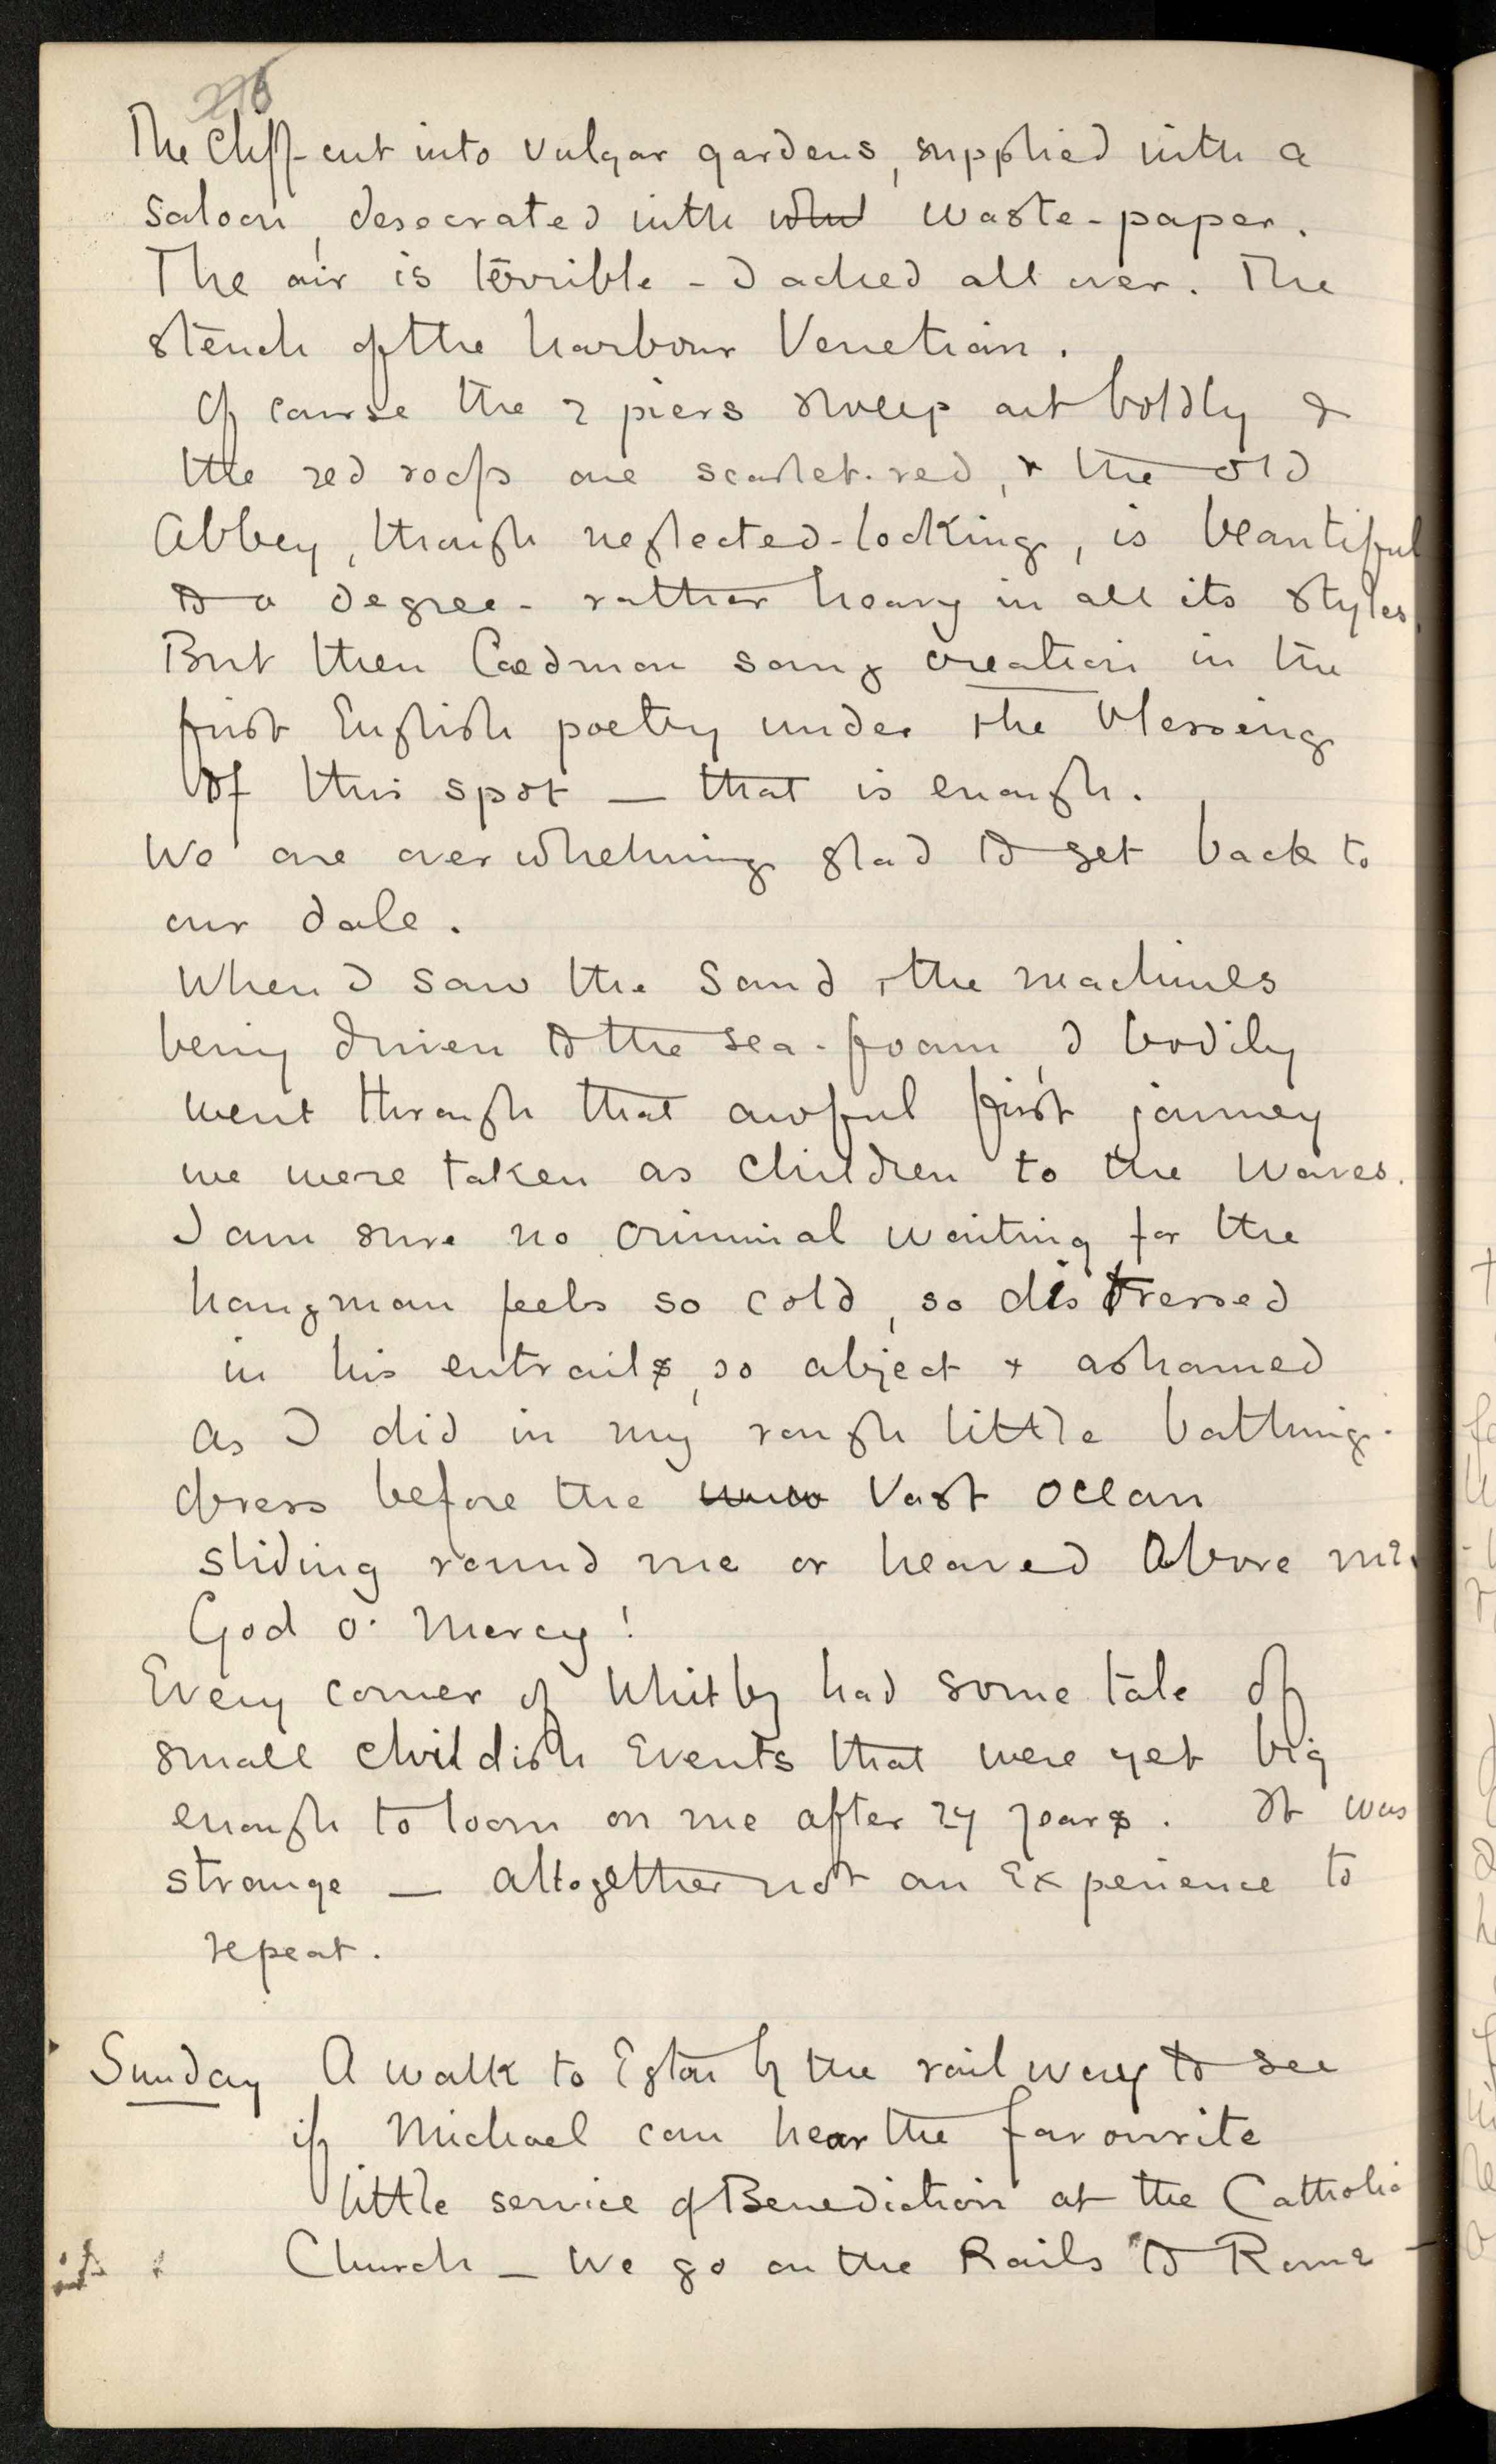 The Cliff-cut into vulgar gardens, supplied with a
saloon, desecrated with waste-paper.
The air is terrible - I ached all over. The
stench of the harbour Venetian.
Of course the 2 piers sweep out boldly &
the red roofs are scarlet-red, & the old
Abbey, though neglected-looking, is beautiful
to a degree - rather heavy in all its styles.
But then Caedmon sang creation in the
first English poetry under the blessing
of this spot — that is enough.
We are overwhelming glad to get back to
our dale.
When I saw the sand & the machines
being driven to the sea-foam, I bodily
went through that awful first journey
we were taken as children to the waves.
I am sure no criminal waiting for the
hangman feels so cold, so distressed
in his entrails, so abject & ashamed
as I did in my rough little bathing-
dress before the vast ocean
sliding round me or heaved above me.
God o' Mercy!
Every corner of Whitby had some tale of
small childish events that were yet big
enough to loom on me after 24 years. It was
strange — altogether not an experience to
repeat.
Sunday A walk to Egton by the railway to see
if Michael can hear the favourite
little service of Benediction at the Catholic
Church - We go on the Rails to Rome -